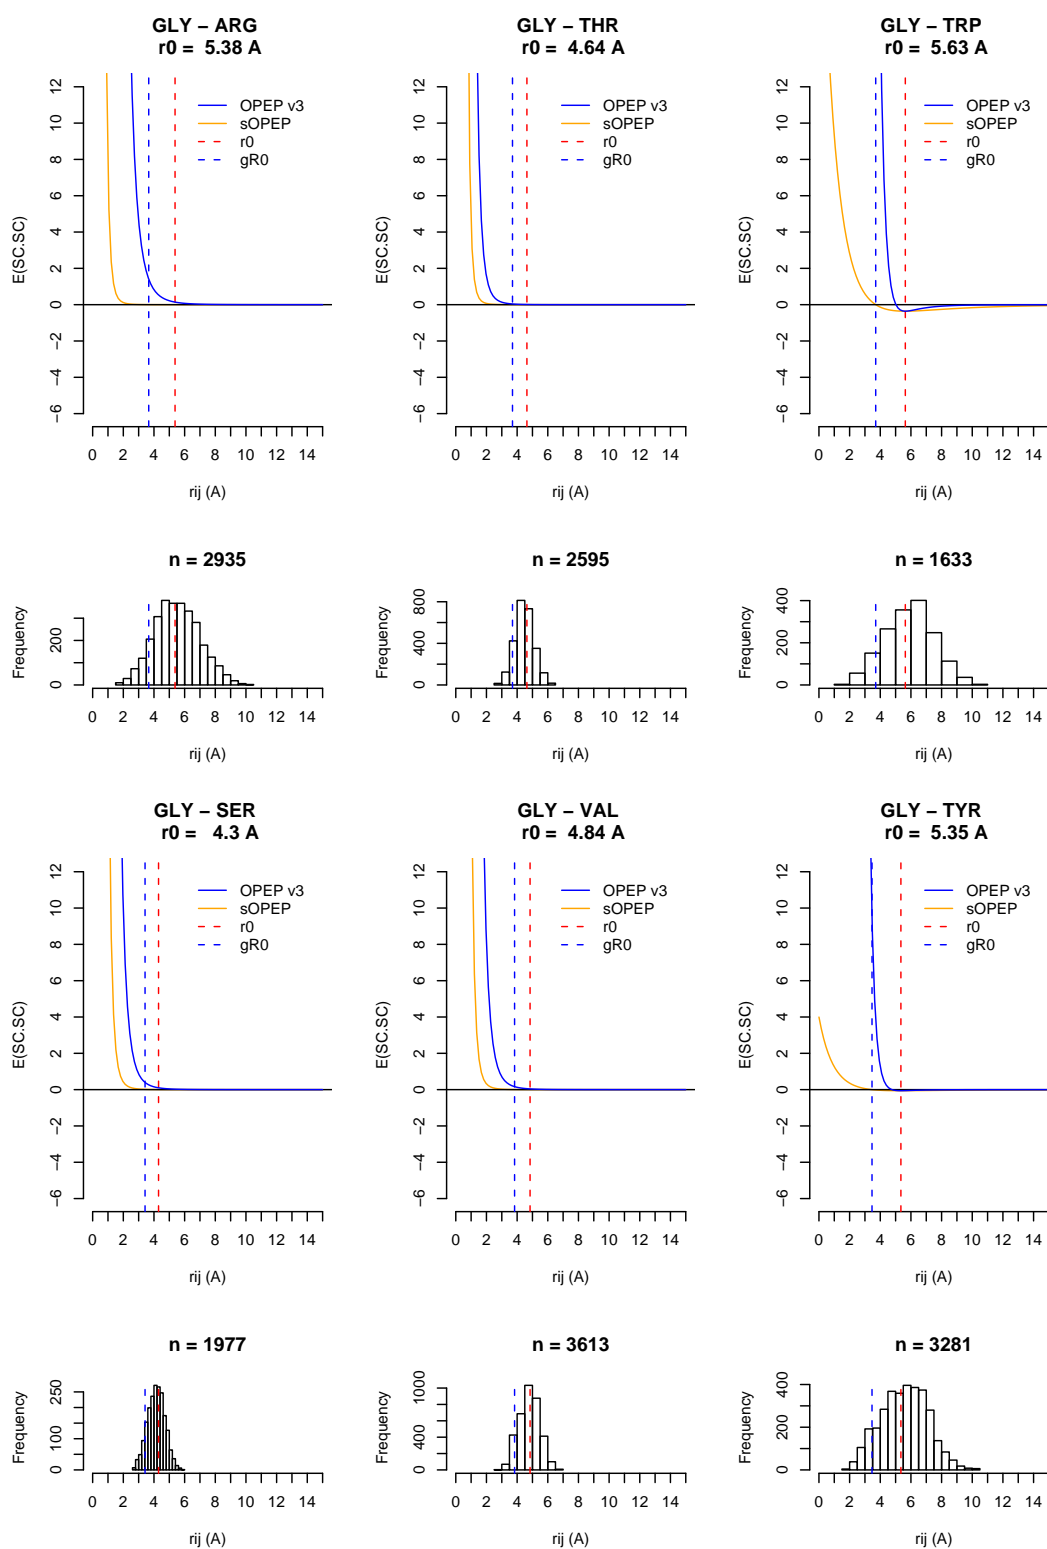 GLY − ARG
r0 = 5.38 A
GLY − THR
r0 = 4.64 A
GLY − TRP
r0 = 5.63 A
E(SC.SC)
−6 −4 −2 0 2 4 6 8 10 12
OPEP v3
sOPEP
r0
gR0
0 2 4 6 8 10 14
rij (A)
E(SC.SC)
−6 −4 −2 0 2 4 6 8 10 12
OPEP v3
sOPEP
r0
gR0
0 2 4 6 8 10 14
rij (A)
E(SC.SC)
−6 −4 −2 0 2 4 6 8 10 12
OPEP v3
sOPEP
r0
gR0
0 2 4 6 8 10 14
rij (A)
n = 2935
Frequency
0 200
0 2 4 6 8 10 14
rij (A)
n = 2595
Frequency
0 400 800
0 2 4 6 8 10 14
rij (A)
n = 1633
Frequency
0 200 400
0 2 4 6 8 10 14
rij (A)
GLY − SER
r0 = 4.3 A
GLY − VAL
r0 = 4.84 A
GLY − TYR
r0 = 5.35 A
E(SC.SC)
−6 −4 −2 0 2 4 6 8 10 12
OPEP v3
sOPEP
r0
gR0
0 2 4 6 8 10 14
rij (A)
E(SC.SC)
−6 −4 −2 0 2 4 6 8 10 12
OPEP v3
sOPEP
r0
gR0
0 2 4 6 8 10 14
rij (A)
E(SC.SC)
−6 −4 −2 0 2 4 6 8 10 12
OPEP v3
sOPEP
r0
gR0
0 2 4 6 8 10 14
rij (A)
n = 1977
Frequency
0 100 250
0 2 4 6 8 10 14
rij (A)
n = 3613
Frequency
0 400 1000
0 2 4 6 8 10 14
rij (A)
n = 3281
Frequency
0 200 400
0 2 4 6 8 10 14
rij (A)